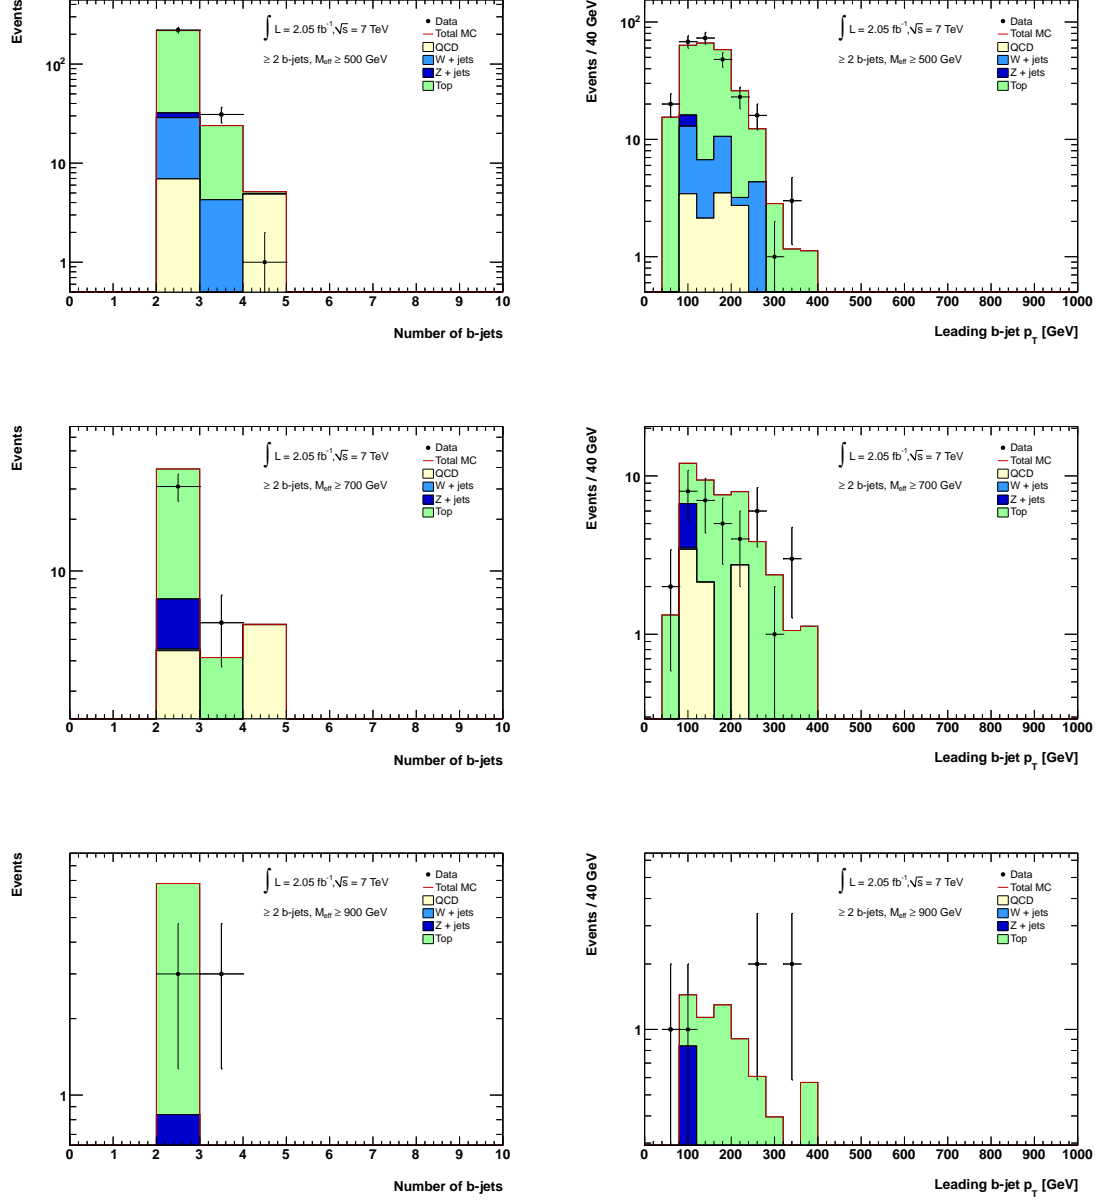 Events
∫ L = 2.05 fb⁻¹, √s = 7 TeV
≥ 2 b-jets, M_eff ≥ 500 GeV
Data
Total MC
QCD
W + jets
Z + jets
Top
10²
10
1
0 1 2 3 4 5 6 7 8 9 10
Number of b-jets
Events / 40 GeV
∫ L = 2.05 fb⁻¹, √s = 7 TeV
≥ 2 b-jets, M_eff ≥ 500 GeV
Data
Total MC
QCD
W + jets
Z + jets
Top
10²
10
1
0 100 200 300 400 500 600 700 800 900 1000
Leading b-jet p_T [GeV]
Events
∫ L = 2.05 fb⁻¹, √s = 7 TeV
≥ 2 b-jets, M_eff ≥ 700 GeV
Data
Total MC
QCD
W + jets
Z + jets
Top
10
0 1 2 3 4 5 6 7 8 9 10
Number of b-jets
Events / 40 GeV
∫ L = 2.05 fb⁻¹, √s = 7 TeV
≥ 2 b-jets, M_eff ≥ 700 GeV
Data
Total MC
QCD
W + jets
Z + jets
Top
10
1
0 100 200 300 400 500 600 700 800 900 1000
Leading b-jet p_T [GeV]
Events
∫ L = 2.05 fb⁻¹, √s = 7 TeV
≥ 2 b-jets, M_eff ≥ 900 GeV
Data
Total MC
QCD
W + jets
Z + jets
Top
1
0 1 2 3 4 5 6 7 8 9 10
Number of b-jets
Events / 40 GeV
∫ L = 2.05 fb⁻¹, √s = 7 TeV
≥ 2 b-jets, M_eff ≥ 900 GeV
Data
Total MC
QCD
W + jets
Z + jets
Top
1
0 100 200 300 400 500 600 700 800 900 1000
Leading b-jet p_T [GeV]